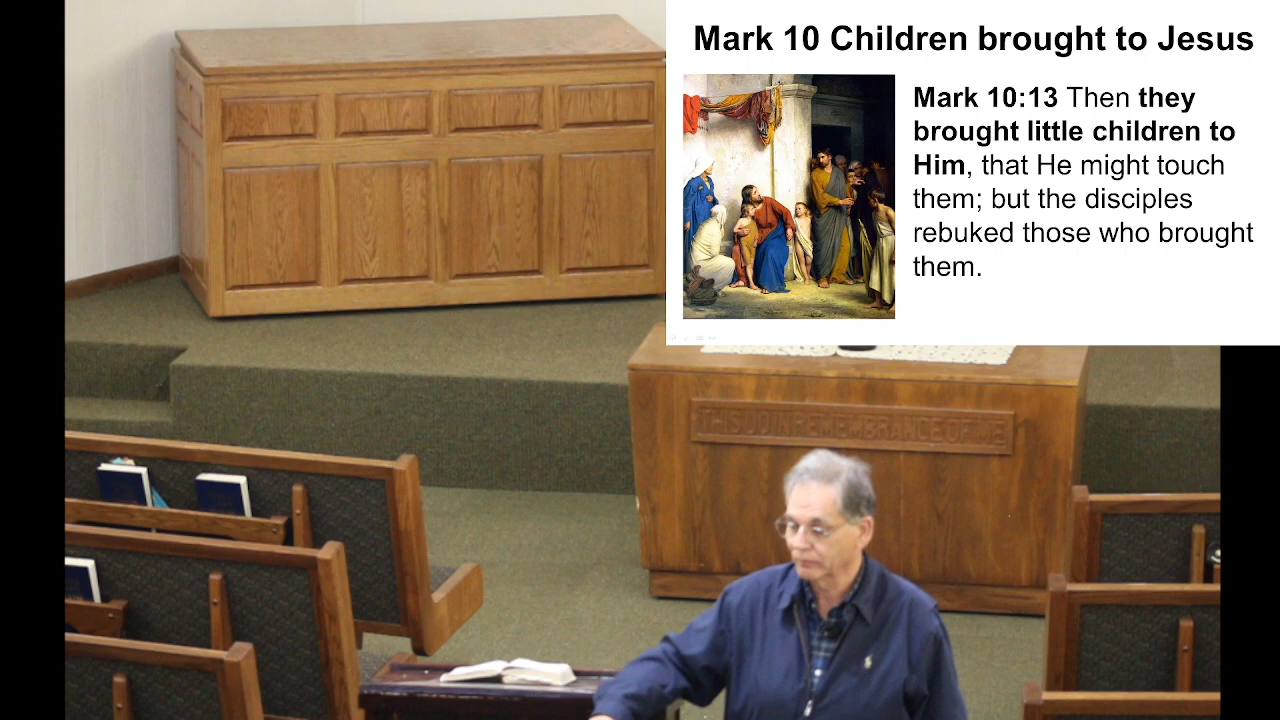 Mark 10 Children brought to Jesus
Mark 10:13 Then they
brought little children to
Him, that He might touch
them; but the disciples
rebuked those who brought
them.
THIS DO IN REMEMBRANCE OF ME